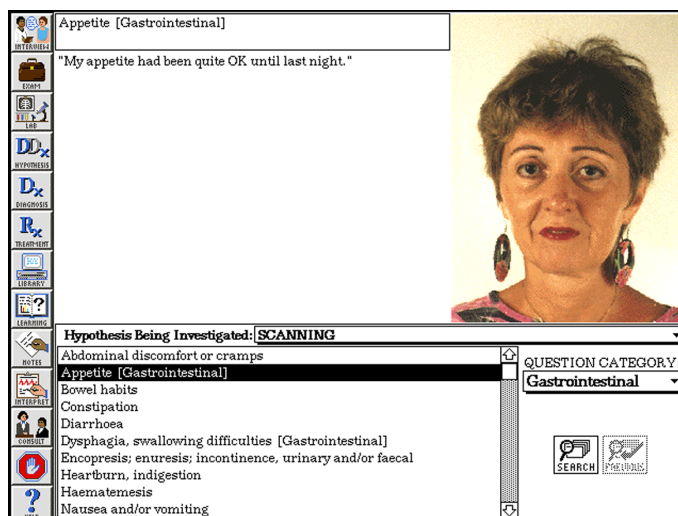 Appetite [Gastrointestinal]
"My appetite had been quite OK until last night."
INTERVIEW
EXAM
LAB
DDx
HYPOTHESIS
Dx
DIAGNOSIS
Rx
TREATMENT
LIBRARY
LEARNING
NOTES
INTERPRET
CONSULT
Hypothesis Being Investigated: SCANNING
Abdominal discomfort or cramps
Appetite [Gastrointestinal]
Bowel habits
Constipation
Diarrhoea
Dysphagia, swallowing difficulties [Gastrointestinal]
Encopresis; enuresis; incontinence, urinary and/or faecal
Heartburn, indigestion
Haematemesis
Nausea and/or vomiting
QUESTION CATEGORY
Gastrointestinal
SEARCH
PREVIOUS